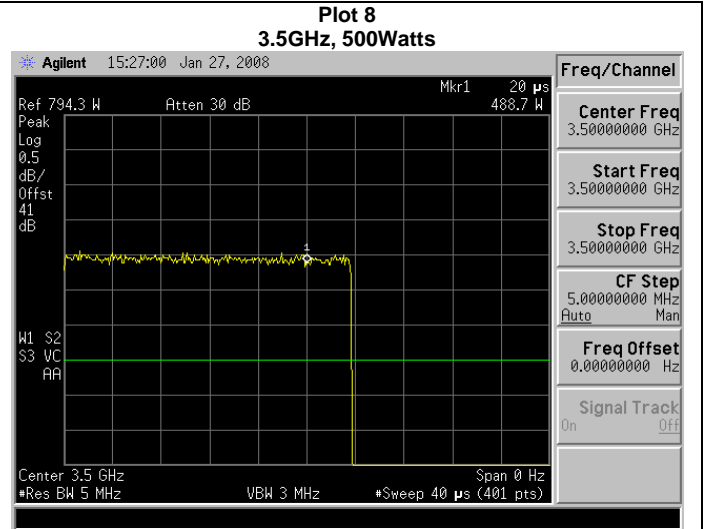 Plot 8
3.5GHz, 500Watts
Agilent 15:27:00 Jan 27, 2008
Mkr1 20 µs
Ref 794.3 W Atten 30 dB 488.7 W
Peak
Log
0.5
dB/
Offst
41
dB
1
W1 S2
S3 VC
AA
Center 3.5 GHz Span 0 Hz
#Res BW 5 MHz VBW 3 MHz #Sweep 40 µs (401 pts)
Freq/Channel
Center Freq
3.50000000 GHz
Start Freq
3.50000000 GHz
Stop Freq
3.50000000 GHz
CF Step
5.00000000 MHz
Auto Man
Freq Offset
0.00000000 Hz
Signal Track
On Off